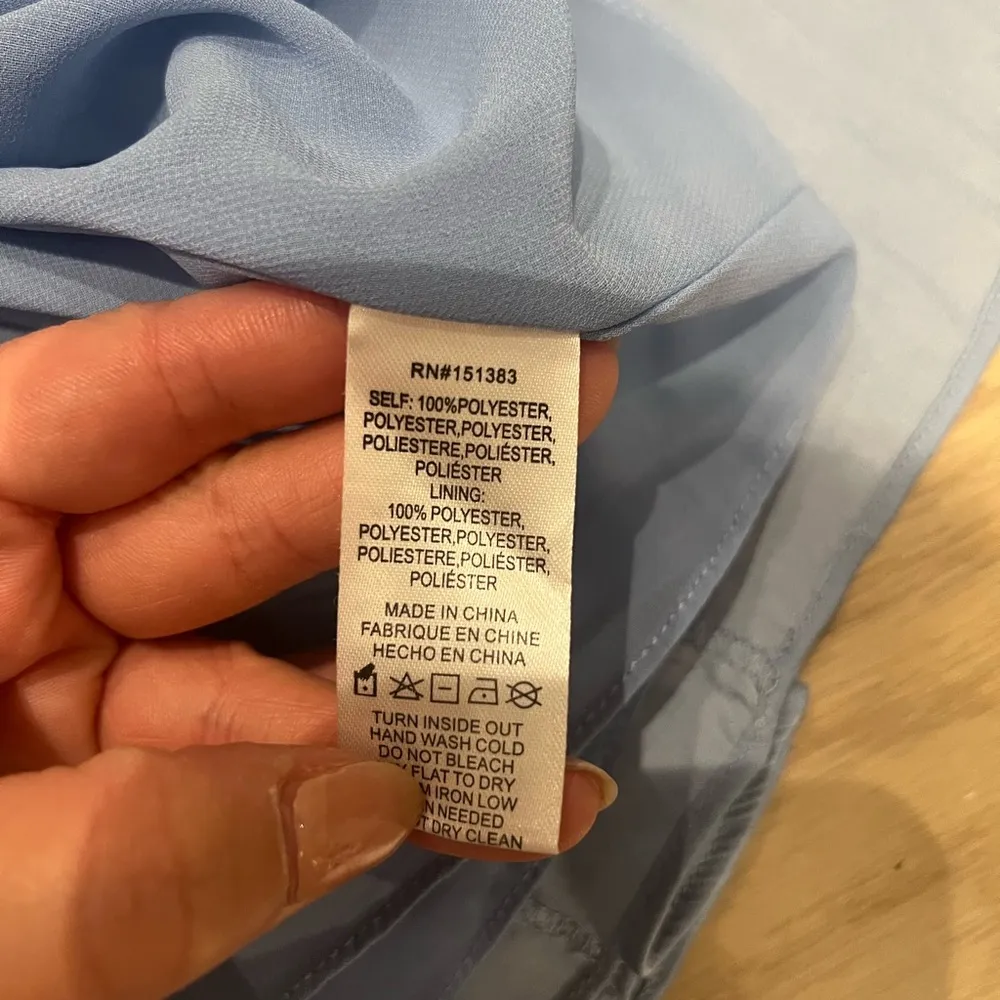 RN#151383
SELF: 100%POLYESTER,
POLYESTER,POLYESTER,
POLIESTERE,POLIÉSTER,
POLIÉSTER
LINING:
100% POLYESTER,
POLYESTER,POLYESTER,
POLIESTERE,POLIÉSTER,
POLIÉSTER
MADE IN CHINA
FABRIQUE EN CHINE
HECHO EN CHINA
TURN INSIDE OUT
HAND WASH COLD
DO NOT BLEACH
FLAT TO DRY
IRON LOW
NEEDED
DRY CLEAN